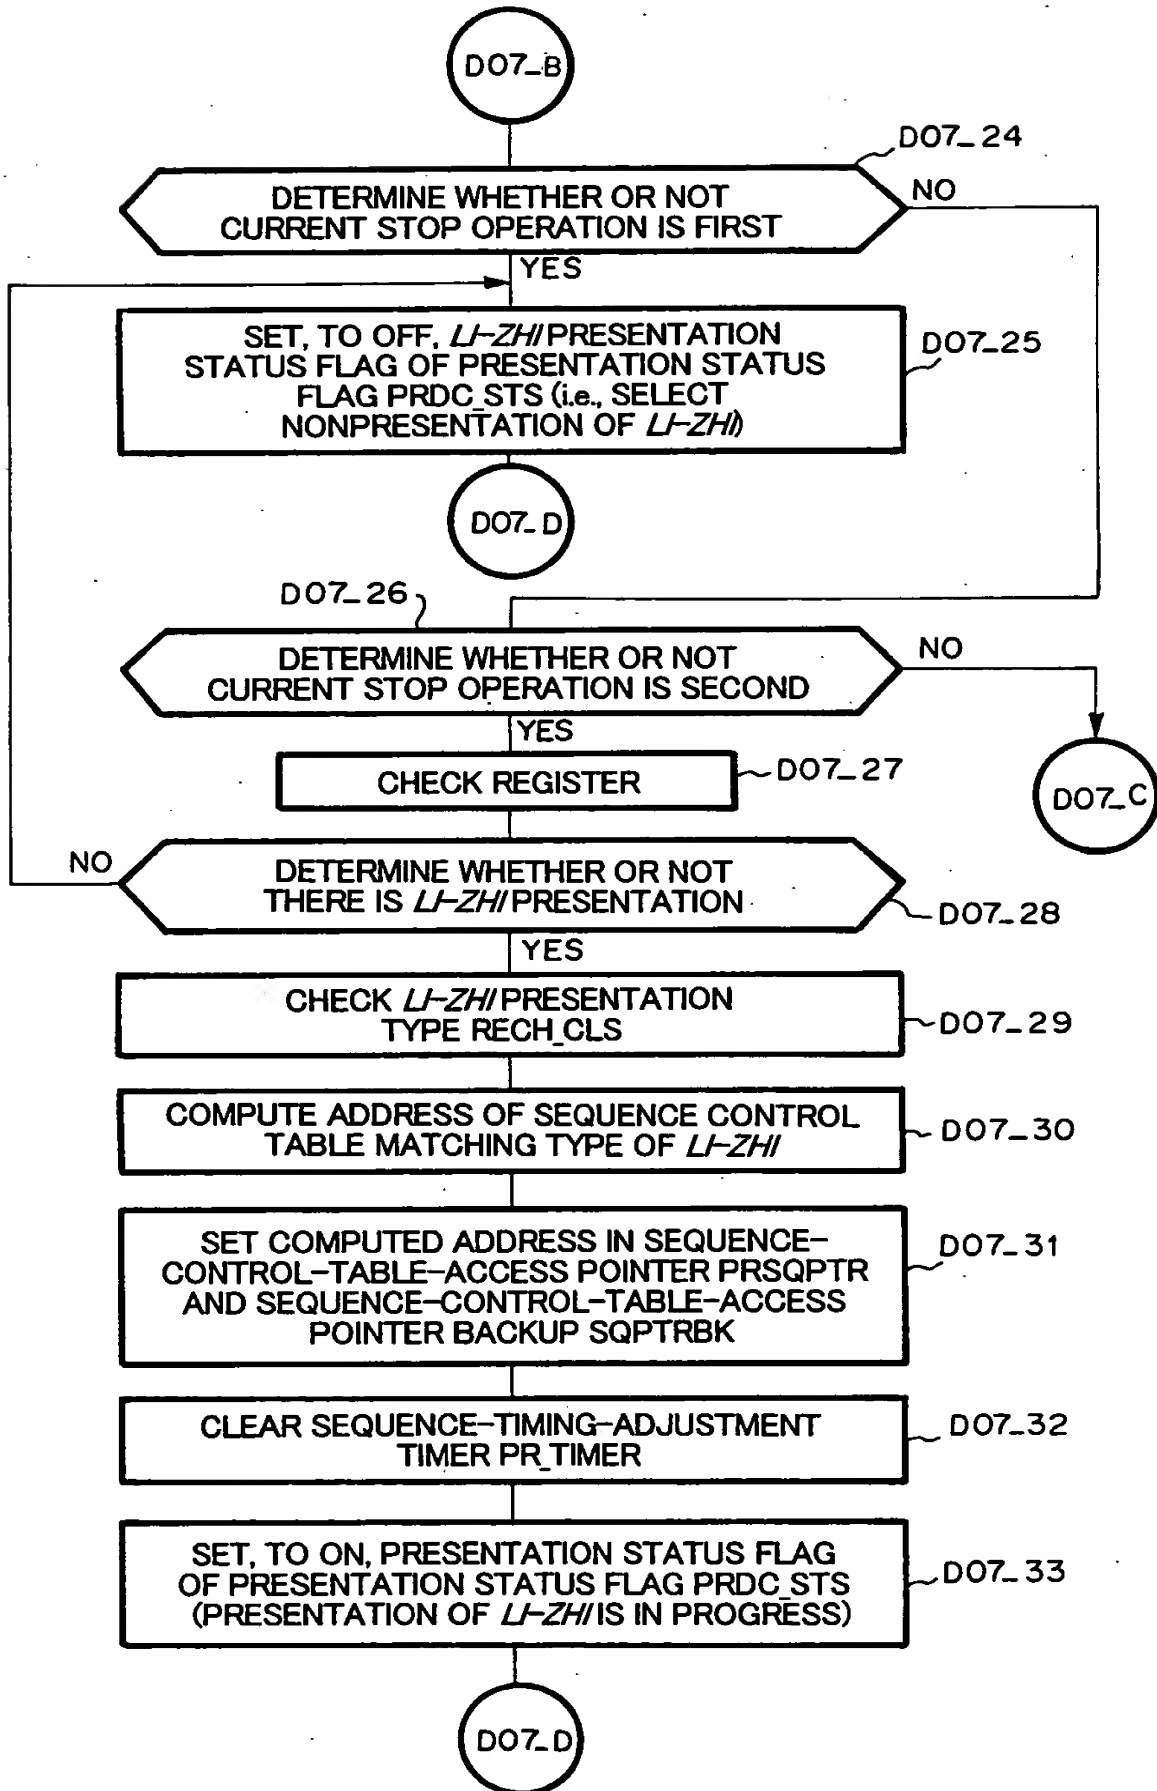 D07_B
D07_24
DETERMINE WHETHER OR NOT
CURRENT STOP OPERATION IS FIRST
NO
YES
SET, TO OFF, LI-ZHI PRESENTATION
STATUS FLAG OF PRESENTATION STATUS
FLAG PRDC_STS (i.e., SELECT
NONPRESENTATION OF LI-ZHI)
D07_25
D07_D
D07_26
DETERMINE WHETHER OR NOT
CURRENT STOP OPERATION IS SECOND
NO
YES
CHECK REGISTER
D07_27
D07_C
NO
DETERMINE WHETHER OR NOT
THERE IS LI-ZHI PRESENTATION
D07_28
YES
CHECK LI-ZHI PRESENTATION
TYPE RECH_CLS
D07_29
COMPUTE ADDRESS OF SEQUENCE CONTROL
TABLE MATCHING TYPE OF LI-ZHI
D07_30
SET COMPUTED ADDRESS IN SEQUENCE-
CONTROL-TABLE-ACCESS POINTER PRSQPTR
AND SEQUENCE-CONTROL-TABLE-ACCESS
POINTER BACKUP SQPTRBK
D07_31
CLEAR SEQUENCE-TIMING-ADJUSTMENT
TIMER PR_TIMER
D07_32
SET, TO ON, PRESENTATION STATUS FLAG
OF PRESENTATION STATUS FLAG PRDC_STS
(PRESENTATION OF LI-ZHI IS IN PROGRESS)
D07_33
D07_D